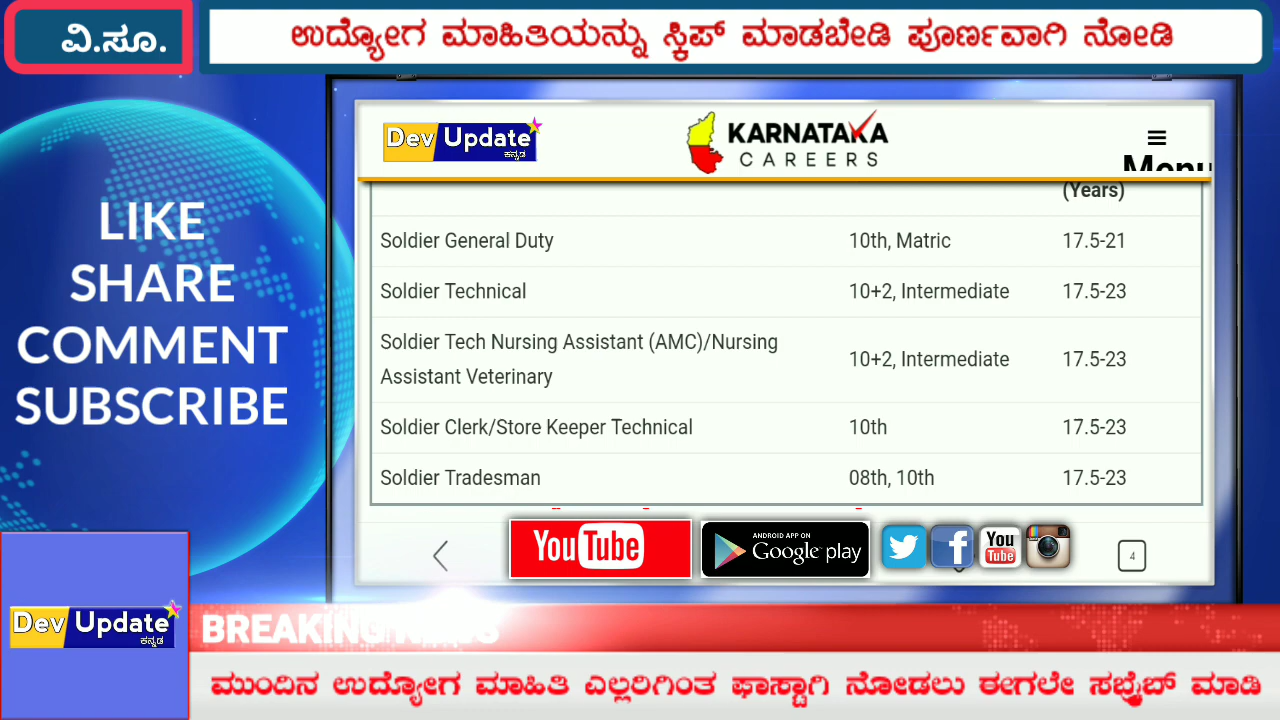 ವಿ.ಸೂ.
ಉದ್ಯೋಗ ಮಾಹಿತಿಯನ್ನು ಸ್ಕಿಪ್ ಮಾಡಬೇಡಿ ಪೂರ್ಣವಾಗಿ ನೋಡಿ
Dev Update
ಕನ್ನಡ
KARNATAKA
CAREERS
Menu
(Years)
Soldier General Duty 10th, Matric 17.5-21
Soldier Technical 10+2, Intermediate 17.5-23
Soldier Tech Nursing Assistant (AMC)/Nursing
Assistant Veterinary 10+2, Intermediate 17.5-23
Soldier Clerk/Store Keeper Technical 10th 17.5-23
Soldier Tradesman 08th, 10th 17.5-23
LIKE
SHARE
COMMENT
SUBSCRIBE
YouTube
ANDROID APP ON
Google play
f
You
Tube
4
Dev Update
ಕನ್ನಡ
BREAKING NEWS
ಮುಂದಿನ ಉದ್ಯೋಗ ಮಾಹಿತಿ ಎಲ್ಲರಿಗಿಂತ ಫಾಸ್ಟಾಗಿ ನೋಡಲು ಈಗಲೇ ಸಬ್ಸ್ಕ್ರೈಬ್ ಮಾಡಿ